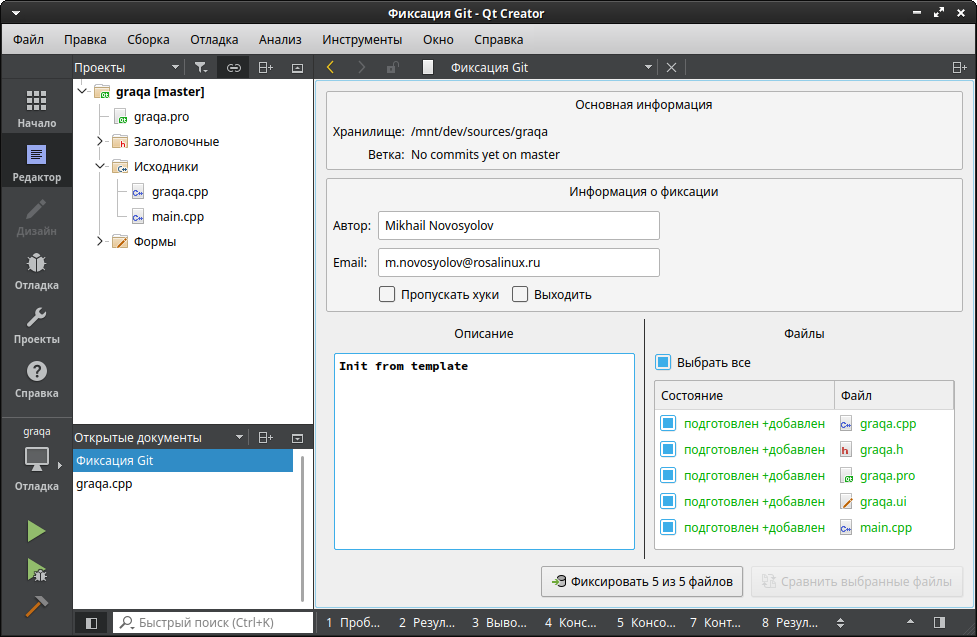 Фиксация Git - Qt Creator
Файл Правка Сборка Отладка Анализ Инструменты Окно Справка
Проекты
Фиксация Git
Начало
Редактор
Дизайн
Отладка
Проекты
Справка
graqa
Отладка
graqa [master]
graqa.pro
Заголовочные
Исходники
graqa.cpp
main.cpp
Формы
Открытые документы
Фиксация Git
graqa.cpp
Основная информация
Хранилище: /mnt/dev/sources/graqa
Ветка: No commits yet on master
Информация о фиксации
Автор: Mikhail Novosyolov
Email: m.novosyolov@rosalinux.ru
Пропускать хуки Выходить
Описание
Init from template
Файлы
Выбрать все
Состояние Файл
подготовлен +добавлен graqa.cpp
подготовлен +добавлен graqa.h
подготовлен +добавлен graqa.pro
подготовлен +добавлен graqa.ui
подготовлен +добавлен main.cpp
Фиксировать 5 из 5 файлов Сравнить выбранные файлы
Быстрый поиск (Ctrl+K) 1 Проб... 2 Резул... 3 Выво... 4 Конс... 5 Консо... 7 Конт... 8 Резул...